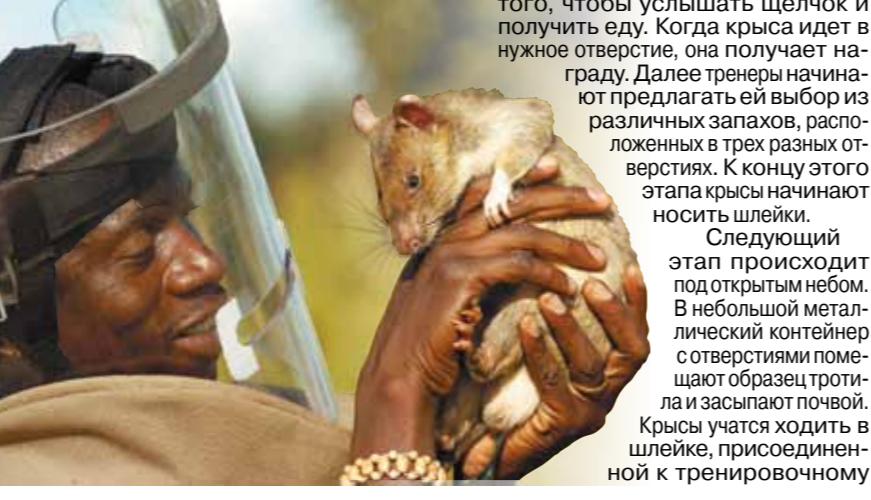 того, чтобы услышать щелчок и
получить еду. Когда крыса идет в
нужное отверстие, она получает на-
граду. Далее тренеры начина-
ют предлагать ей выбор из
различных запахов, распо-
ложенных в трех разных от-
верстиях. К концу этого
этапа крысы начинают
носить шлейки.
Следующий
этап происходит
под открытым небом.
В небольшой метал-
лический контейнер
с отверстиями поме-
щают образец троти-
ла и засыпают почвой.
Крысы учатся ходить в
шлейке, присоединен-
ной к тренировочному